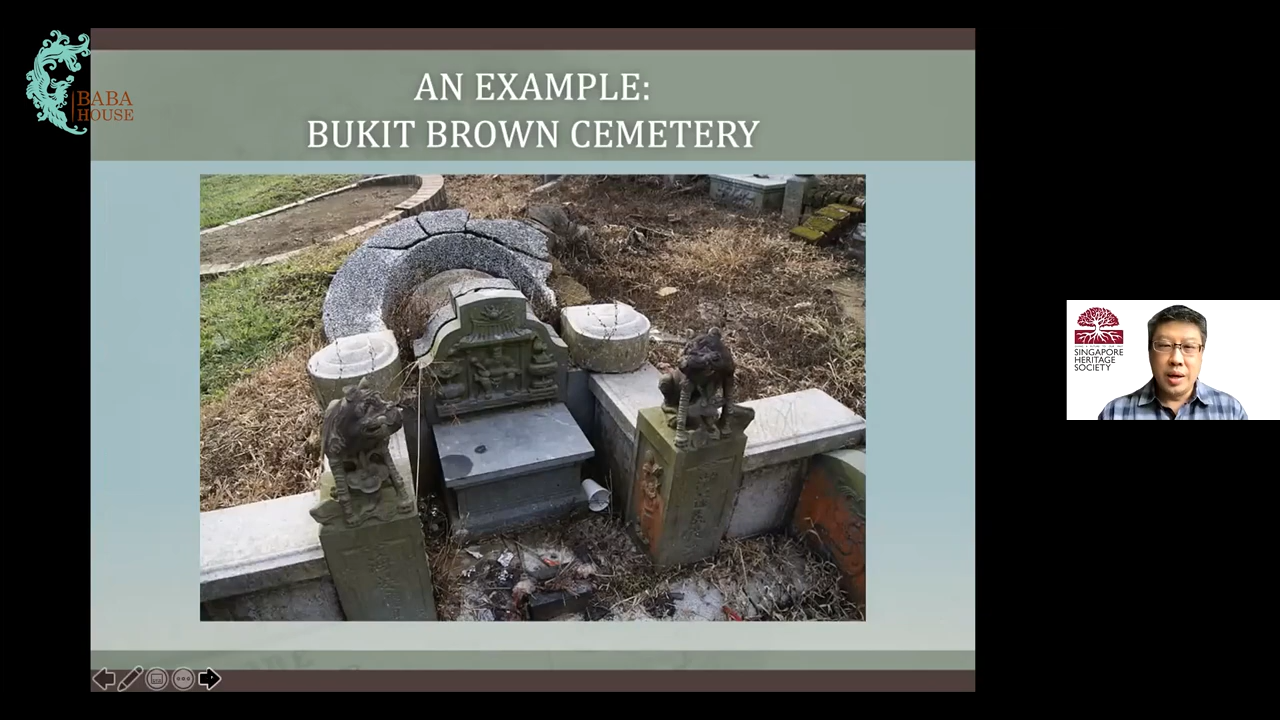 BABA
HOUSE
AN EXAMPLE:
BUKIT BROWN CEMETERY
SINGAPORE
HERITAGE
SOCIETY